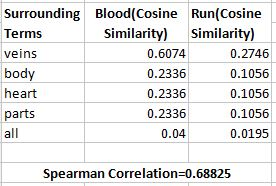 Surrounding Terms Blood(Cosine Similarity) Run(Cosine Similarity)
veins 0.6074 0.2746
body 0.2336 0.1056
heart 0.2336 0.1056
parts 0.2336 0.1056
all 0.04 0.0195
Spearman Correlation=0.68825